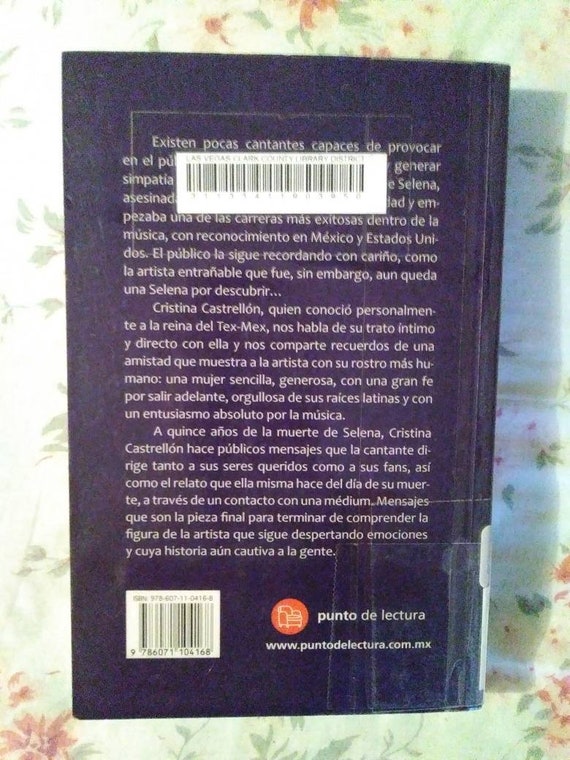 Existen pocas cantantes capaces de provocar
en el pú
LAS VEGAS-CLARK COUNTY LIBRARY DISTRICT
generar
simpatía
e Selena,
asesinad
dad y em-
pezaba una de las carreras más exitosas dentro de la
música, con reconocimiento en México y Estados Uni-
dos. El público la sigue recordando con cariño, como
la artista entrañable que fue, sin embargo, aun queda
una Selena por descubrir...
Cristina Castrellón, quien conoció personalmen-
te a la reina del Tex-Mex, nos habla de su trato íntimo
y directo con ella y nos comparte recuerdos de una
amistad que muestra a la artista con su rostro más hu-
mano: una mujer sencilla, generosa, con una gran fe
por salir adelante, orgullosa de sus raíces latinas y con
un entusiasmo absoluto por la música.
A quince años de la muerte de Selena, Cristina
Castrellón hace públicos mensajes que la cantante di-
rige tanto a sus seres queridos como a sus fans, así
como el relato que ella misma hace del día de su muer-
te, a través de un contacto con una médium. Mensajes
que son la pieza final para terminar de comprender la
figura de la artista que sigue despertando emociones
y cuya historia aún cautiva a la gente.
ISBN: 978-607-11-0416-8
9 786071 104168
punto de lectura
www.puntodelectura.com.mx